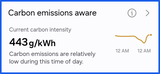 Carbon emissions aware
Current carbon intensity
443 g/kWh
Carbon emissions are relatively
low during this time of day.
12 AM 12 AM